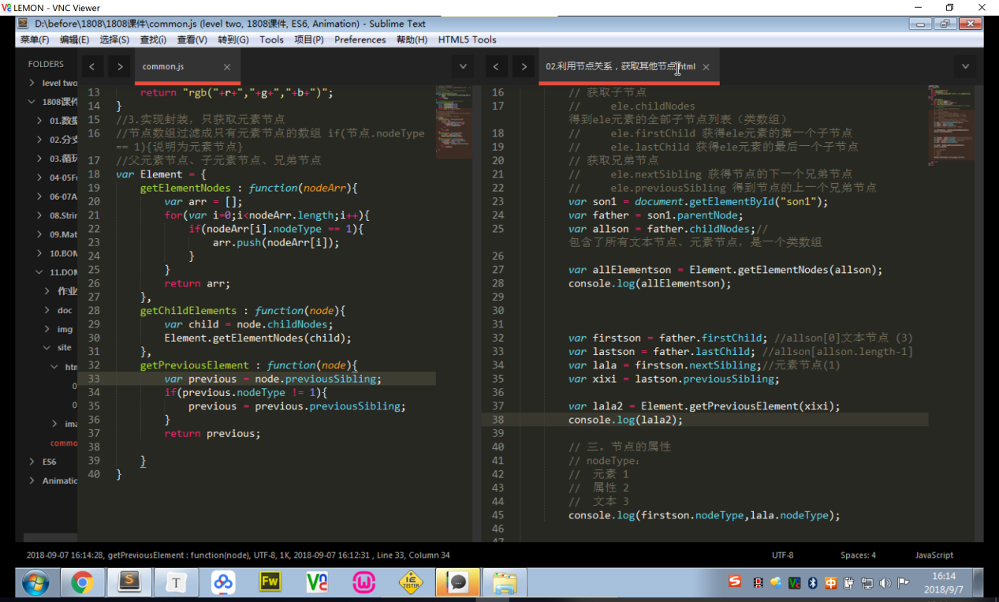 LEMON - VNC Viewer
D:\before\1808\1808课件\common.js (level two, 1808课件, ES6, Animation) - Sublime Text
菜单(F) 编辑(E) 选择(S) 查找(i) 查看(V) 转到(G) Tools 项目(P) Preferences 帮助(H) HTML5 Tools
FOLDERS
level two
1808课件
01.数据
02.分支
03.循环
04-05Fu
06-07A
08.Strin
09.Mat
10.BOM
11.DOM
作业
doc
img
site
htm
0
0
ima
commo
ES6
Animatic
common.js
13 return "rgb("+r+","+g+","+b+")";
14 }
15 //3.实现封装，只获取元素节点
16 //节点数组过滤成只有元素节点的数组 if(节点.nodeType
== 1){说明为元素节点}
17 //父元素节点、子元素节点、兄弟节点
18 var Element = {
19 getElementNodes : function(nodeArr){
20 var arr = [];
21 for(var i=0;i<nodeArr.length;i++){
22 if(nodeArr[i].nodeType == 1){
23 arr.push(nodeArr[i]);
24 }
25 }
26 return arr;
27 },
28 getChildElements : function(node){
29 var child = node.childNodes;
30 Element.getElementNodes(child);
31 },
32 getPreviousElement : function(node){
33 var previous = node.previousSibling;
34 if(previous.nodeType != 1){
35 previous = previous.previousSibling;
36 }
37 return previous;
38
39 }
40 }
02.利用节点关系，获取其他节点.html
16 // 获取子节点
17 // ele.childNodes
得到ele元素的全部子节点列表（类数组）
18 // ele.firstChild 获得ele元素的第一个子节点
19 // ele.lastChild 获得ele元素的最后一个子节点
20 // 获取兄弟节点
21 // ele.nextSibling 获得节点的下一个兄弟节点
22 // ele.previousSibling 得到节点的上一个兄弟节点
23 var son1 = document.getElementById("son1");
24 var father = son1.parentNode;
25 var allson = father.childNodes;//
包含了所有文本节点、元素节点，是一个类数组
26
27 var allElementson = Element.getElementNodes(allson);
28 console.log(allElementson);
29
30
31
32 var firstson = father.firstChild; //allson[0]文本节点 (3)
33 var lastson = father.lastChild; //allson[allson.length-1]
34 var lala = firstson.nextSibling;//元素节点(1)
35 var xixi = lastson.previousSibling;
36
37 var lala2 = Element.getPreviousElement(xixi);
38 console.log(lala2);
39
40 // 三。节点的属性
41 // nodeType：
42 // 元素 1
43 // 属性 2
44 // 文本 3
45 console.log(firstson.nodeType,lala.nodeType);
46
47
2018-09-07 16:14:28, getPreviousElement : function(node), UTF-8, 1K, 2018-09-07 16:12:31 , Line 33, Column 34
UTF-8 Spaces: 4 JavaScript
S T Fw IE TESTER S 中
16:14
2018/9/7